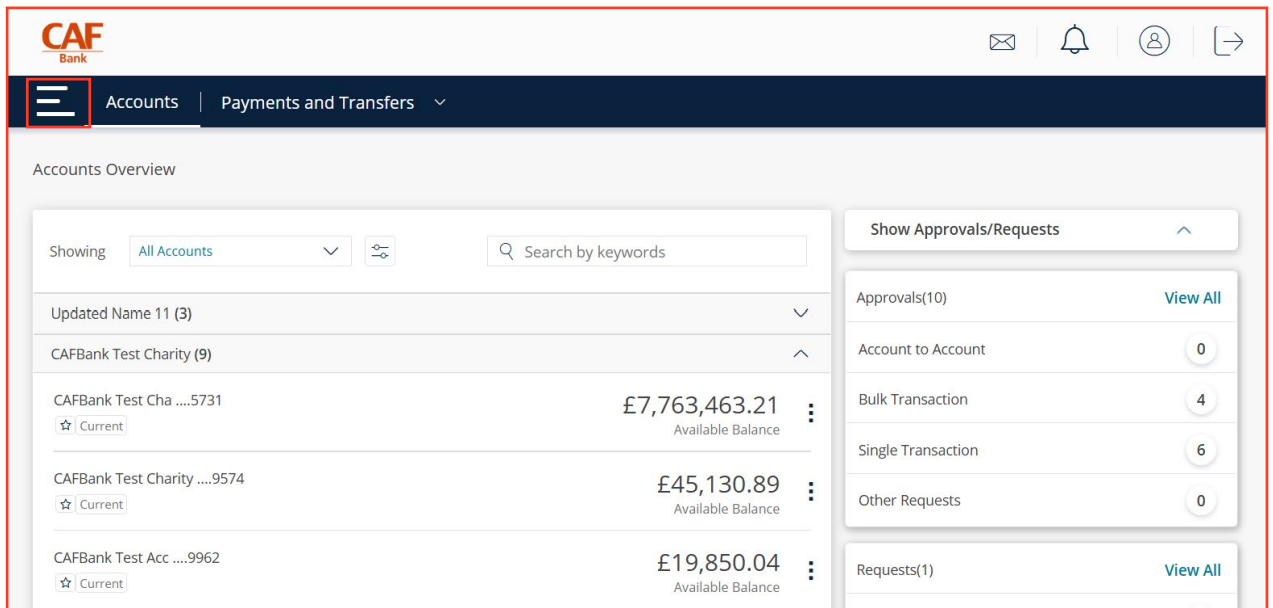 CAF
Bank
Accounts
Payments and Transfers
Accounts Overview
Showing
All Accounts
Search by keywords
Updated Name 11 (3)
CAFBank Test Charity (9)
CAFBank Test Cha ....5731
Current
£7,763,463.21
Available Balance
CAFBank Test Charity ....9574
Current
£45,130.89
Available Balance
CAFBank Test Acc ....9962
Current
£19,850.04
Available Balance
Show Approvals/Requests
Approvals(10)
View All
Account to Account
0
Bulk Transaction
4
Single Transaction
6
Other Requests
0
Requests(1)
View All